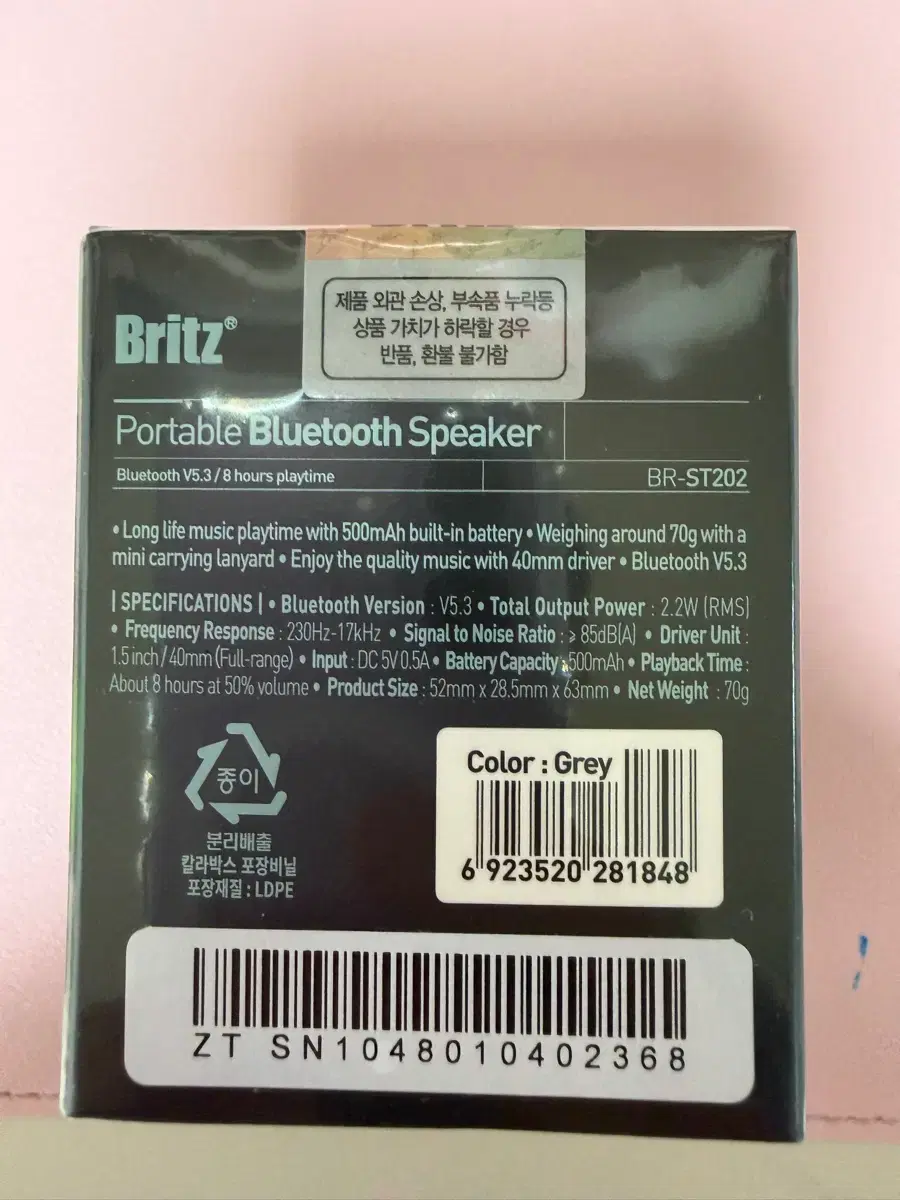 제품 외관 손상, 부속품 누락등
상품 가치가 하락할 경우
반품, 환불 불가함
Britz®
Portable Bluetooth Speaker
Bluetooth V5.3 / 8 hours playtime
BR-ST202
• Long life music playtime with 500mAh built-in battery • Weighing around 70g with a
mini carrying lanyard • Enjoy the quality music with 40mm driver • Bluetooth V5.3
| SPECIFICATIONS | • Bluetooth Version : V5.3 • Total Output Power : 2.2W (RMS)
• Frequency Response : 230Hz-17kHz • Signal to Noise Ratio : ≥ 85dB(A) • Driver Unit :
1.5 inch / 40mm (Full-range) • Input : DC 5V 0.5A • Battery Capacity : 500mAh • Playback Time :
About 8 hours at 50% volume • Product Size : 52mm x 28.5mm x 63mm • Net Weight : 70g
종이
분리배출
칼라박스 포장비닐
포장재질 : LDPE
Color : Grey
6 923520 281848
ZT SN1048010402368